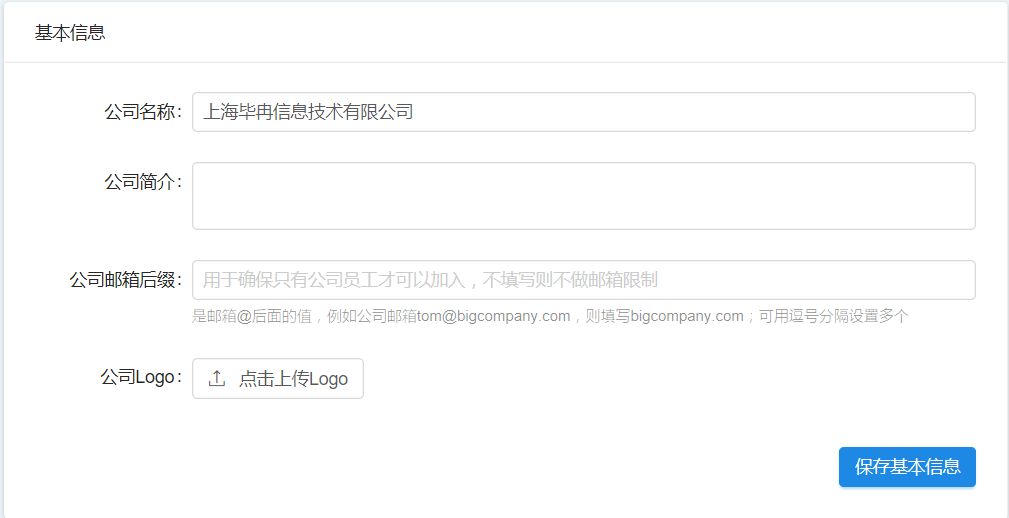 基本信息
公司名称： 上海毕冉信息技术有限公司
公司简介：
公司邮箱后缀： 用于确保只有公司员工才可以加入，不填写则不做邮箱限制
是邮箱@后面的值，例如公司邮箱tom@bigcompany.com，则填写bigcompany.com；可用逗号分隔设置多个
公司Logo： 点击上传Logo
保存基本信息